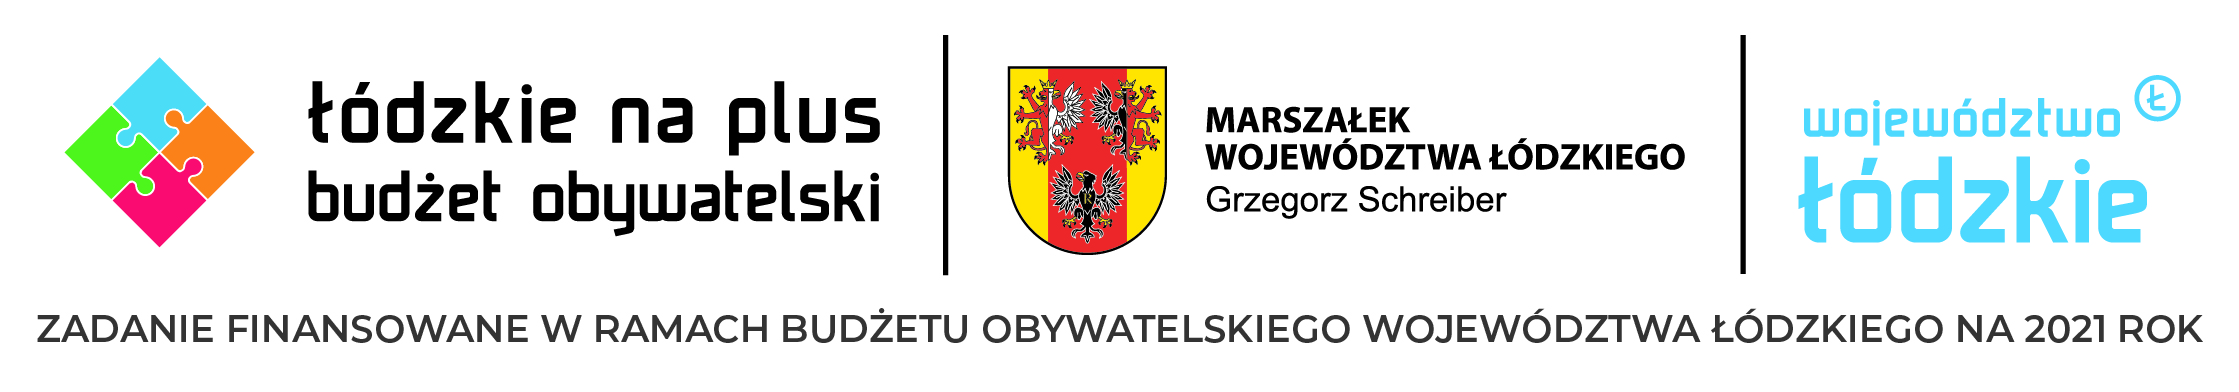 łódzkie na plus
budżet obywatelski
MARSZAŁEK
WOJEWÓDZTWA ŁÓDZKIEGO
Grzegorz Schreiber
województwo Ł
łódzkie
ZADANIE FINANSOWANE W RAMACH BUDŻETU OBYWATELSKIEGO WOJEWÓDZTWA ŁÓDZKIEGO NA 2021 ROK